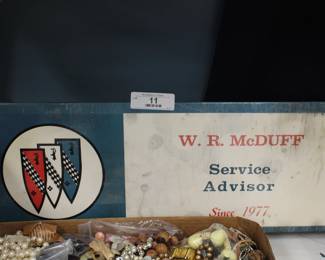 11
W. R. McDUFF
Service
Advisor
Since 1977